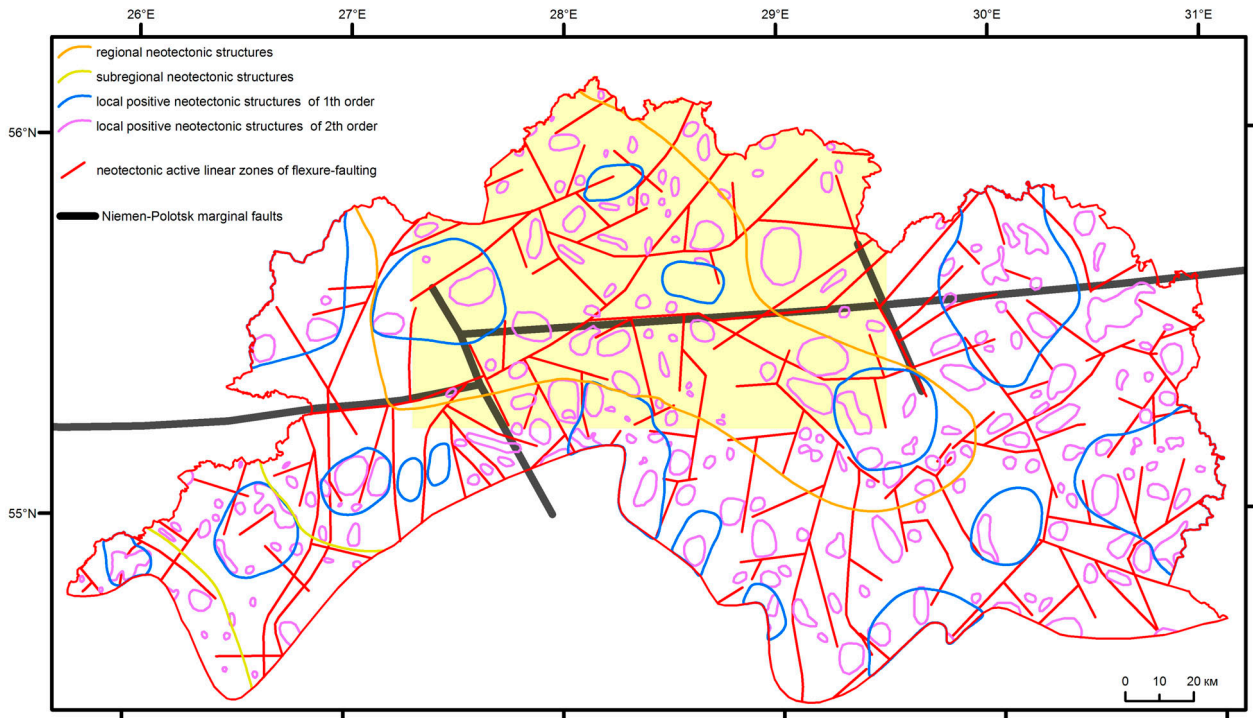 26°E 27°E 28°E 29°E 30°E 31°E
regional neotectonic structures
subregional neotectonic structures
local positive neotectonic structures of 1th order
local positive neotectonic structures of 2th order
56°N
neotectonic active linear zones of flexure-faulting
Niemen-Polotsk marginal faults
55°N
0 10 20 км